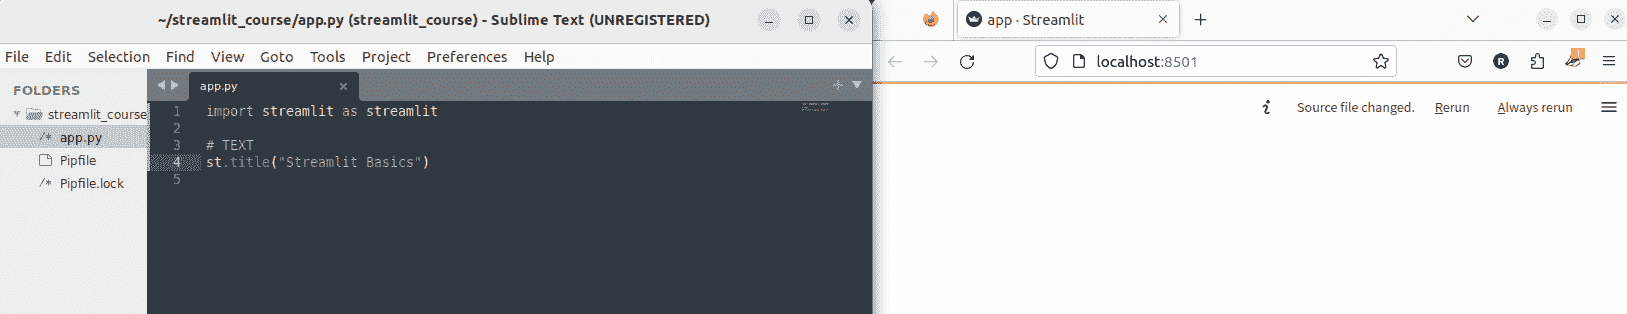 ~/streamlit_course/app.py (streamlit_course) - Sublime Text (UNREGISTERED)
File Edit Selection Find View Goto Tools Project Preferences Help
FOLDERS
streamlit_course
/* app.py
Pipfile
/* Pipfile.lock
app.py
1 import streamlit as streamlit
2
3 # TEXT
4 st.title("Streamlit Basics")
5
app · Streamlit
localhost:8501
R
Source file changed. Rerun Always rerun